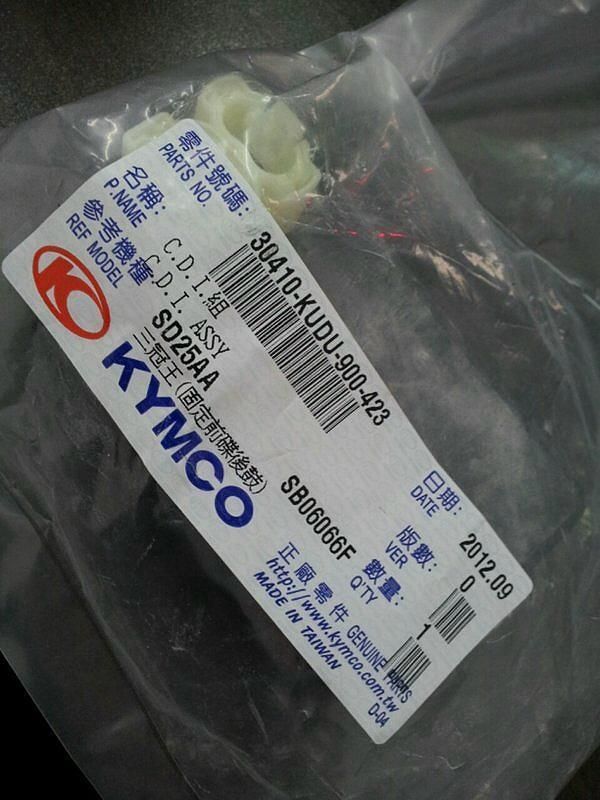 零件號碼: 30410-KUDU-900-423
PARTS NO.
名稱: C.D.I.組
P.NAME C.D.I. ASSY
參考機種 SD25AA
REF MODEL 三冠王(固定前碟後鼓)
KYMCO
SB06066F
日期: 2012.09
DATE
版數: 0
VER
數量: 1
Q'TY
正廠零件 GENUINE PARTS
http://www.kymco.com.tw
MADE IN TAIWAN
D-04